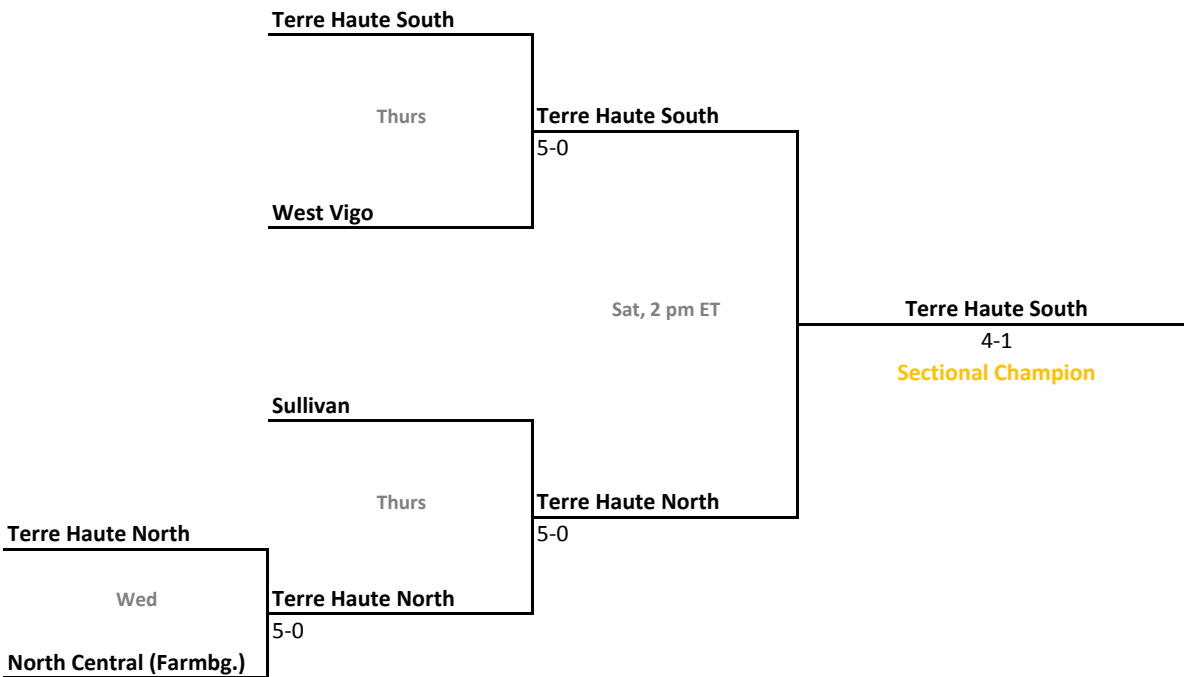 Terre Haute South
Thurs
Terre Haute South
5-0
West Vigo
Sat, 2 pm ET
Terre Haute South
4-1
Sectional Champion
Sullivan
Thurs
Terre Haute North
5-0
Terre Haute North
Wed
Terre Haute North
5-0
North Central (Farmbg.)